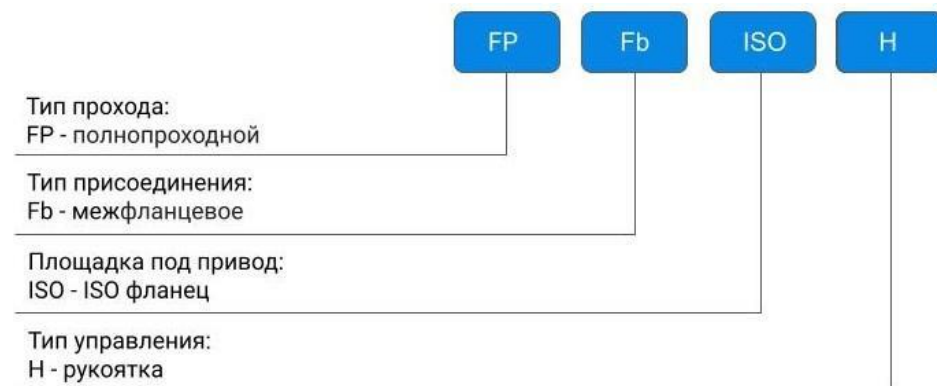 FP Fb ISO H
Тип прохода:
FP - полнопроходной
Тип присоединения:
Fb - межфланцевое
Площадка под привод:
ISO - ISO фланец
Тип управления:
H - рукоятка